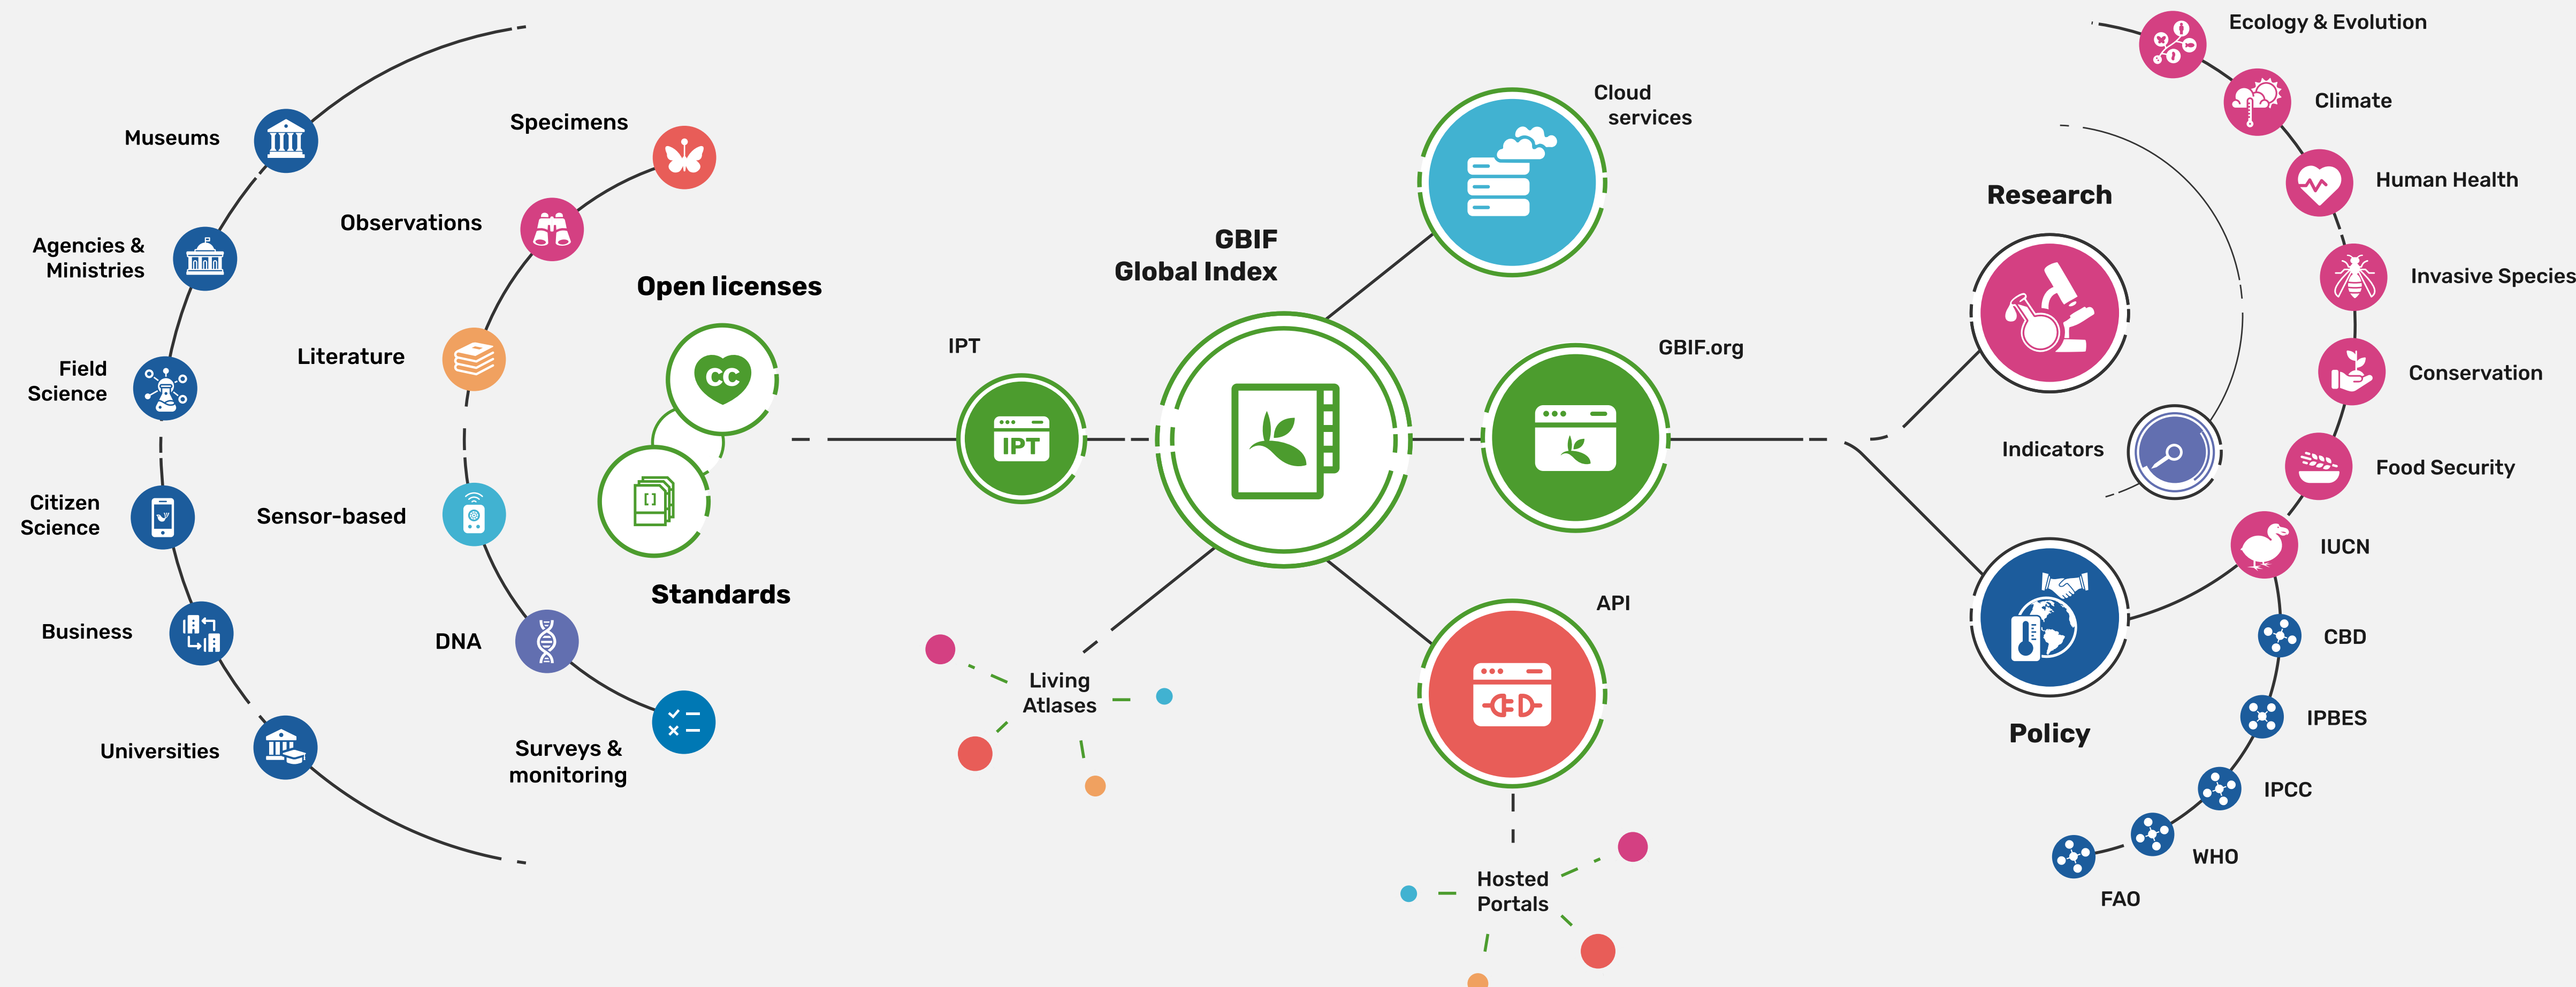 Museums
Agencies &
Ministries
Field
Science
Citizen
Science
Business
Universities
Specimens
Observations
Literature
Sensor-based
DNA
Surveys &
monitoring
Open licenses
CC
[ ]
Standards
IPT
IPT
GBIF
Global Index
Cloud
services
GBIF.org
API
Living
Atlases
Hosted
Portals
Research
Indicators
Policy
Ecology & Evolution
Climate
Human Health
Invasive Species
Conservation
Food Security
IUCN
CBD
IPBES
IPCC
WHO
FAO